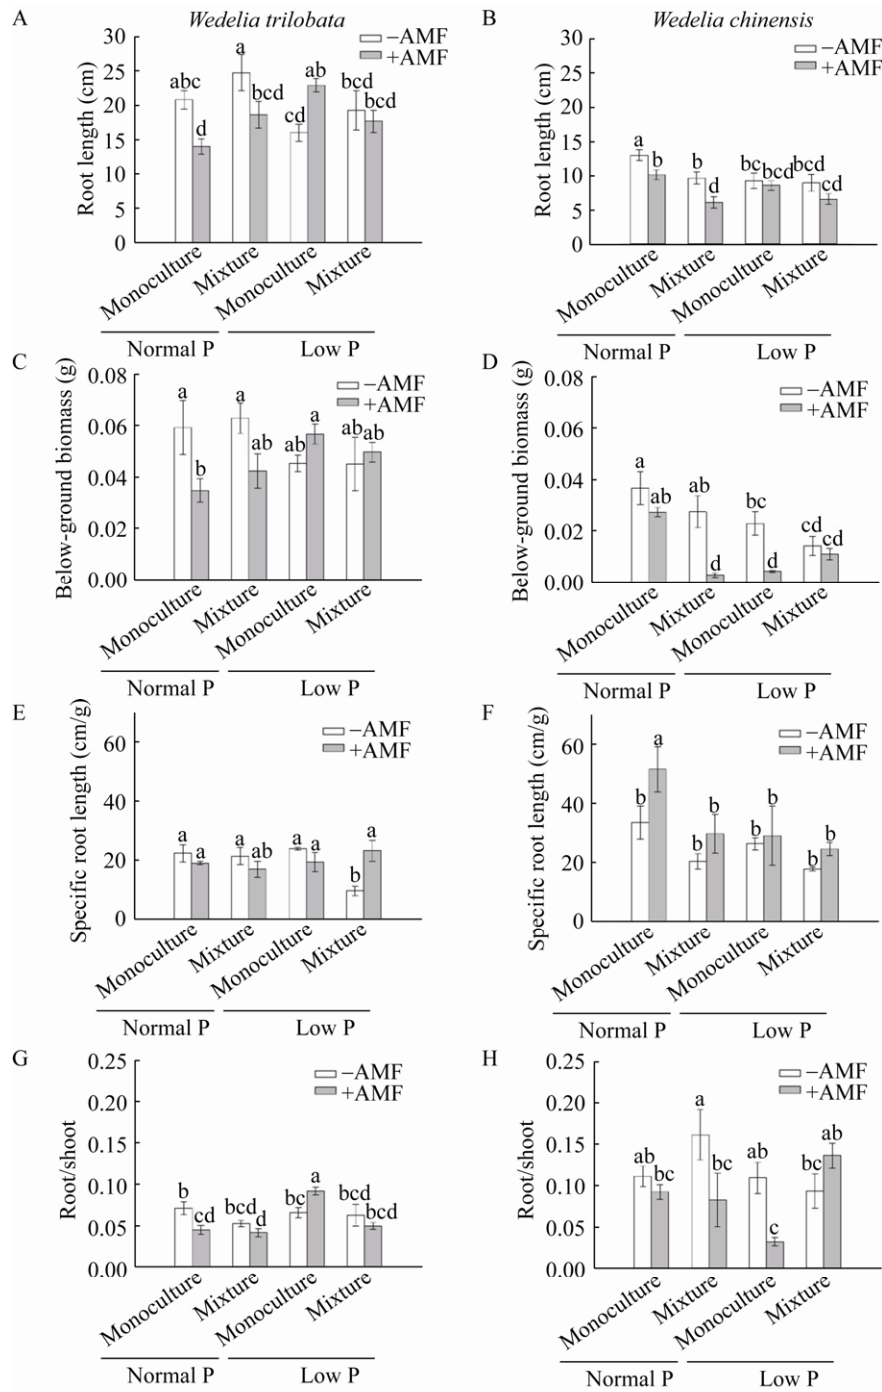 A
Wedelia trilobata
Root length (cm)
30
25
20
15
10
5
0
−AMF
+AMF
abc
d
a
bcd
cd
ab
bcd
bcd
Monoculture
Mixture
Monoculture
Mixture
Normal P
Low P
B
Wedelia chinensis
Root length (cm)
30
25
20
15
10
5
0
−AMF
+AMF
a
b
b
d
bc
bcd
bcd
cd
Monoculture
Mixture
Monoculture
Mixture
Normal P
Low P
C
Below-ground biomass (g)
0.08
0.06
0.04
0.02
0.00
−AMF
+AMF
a
b
a
ab
ab
a
ab
ab
Monoculture
Mixture
Monoculture
Mixture
Normal P
Low P
D
Below-ground biomass (g)
0.08
0.06
0.04
0.02
0.00
−AMF
+AMF
a
ab
ab
d
bc
d
cd
cd
Monoculture
Mixture
Monoculture
Mixture
Normal P
Low P
E
Specific root length (cm/g)
60
40
20
0
−AMF
+AMF
a
a
a
ab
a
a
b
a
Monoculture
Mixture
Monoculture
Mixture
Normal P
Low P
F
Specific root length (cm/g)
60
40
20
0
−AMF
+AMF
b
a
b
b
b
b
b
b
Monoculture
Mixture
Monoculture
Mixture
Normal P
Low P
G
Root/shoot
0.25
0.20
0.15
0.10
0.05
0.00
−AMF
+AMF
b
cd
bcd
d
bc
a
bcd
bcd
Monoculture
Mixture
Monoculture
Mixture
Normal P
Low P
H
Root/shoot
0.25
0.20
0.15
0.10
0.05
0.00
−AMF
+AMF
ab
bc
a
bc
ab
c
bc
ab
Monoculture
Mixture
Monoculture
Mixture
Normal P
Low P